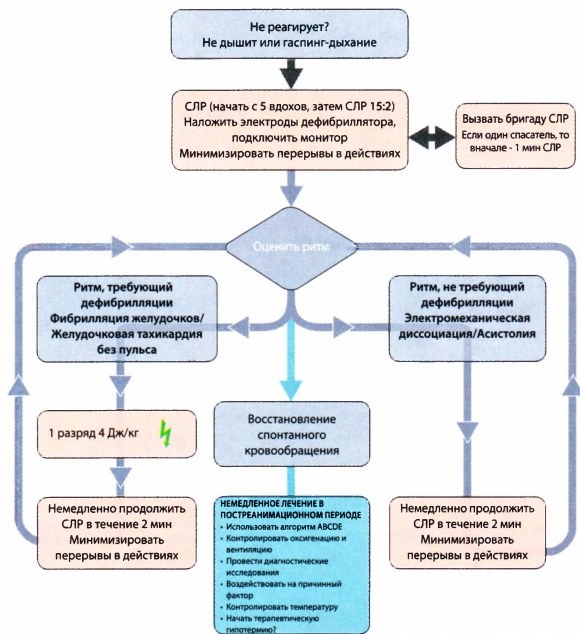 Не реагирует?
Не дышит или гаспинг-дыхание
СЛР (начать с 5 вдохов, затем СЛР 15:2)
Наложить электроды дефибриллятора,
подключить монитор
Минимизировать перерывы в действиях
Вызвать бригаду СЛР
Если один спасатель, то
вначале - 1 мин СЛР
Оценить ритм
Ритм, требующий
дефибрилляции
Фибрилляция желудочков/
Желудочковая тахикардия
без пульса
Ритм, не требующий
дефибрилляции
Электромеханическая
диссоциация/Асистолия
1 разряд 4 Дж/кг
Восстановление
спонтанного
кровообращения
Немедленно продолжить
СЛР в течение 2 мин
Минимизировать
перерывы в действиях
НЕМЕДЛЕННОЕ ЛЕЧЕНИЕ В
ПОСТРЕАНИМАЦИОННОМ ПЕРИОДЕ
• Использовать алгоритм ABCDE
• Контролировать оксигенацию и
вентиляцию
• Провести диагностические
исследования
• Воздействовать на причинный
фактор
• Контролировать температуру
• Начать терапевтическую
гипотермию?
Немедленно продолжить
СЛР в течение 2 мин
Минимизировать
перерывы в действиях